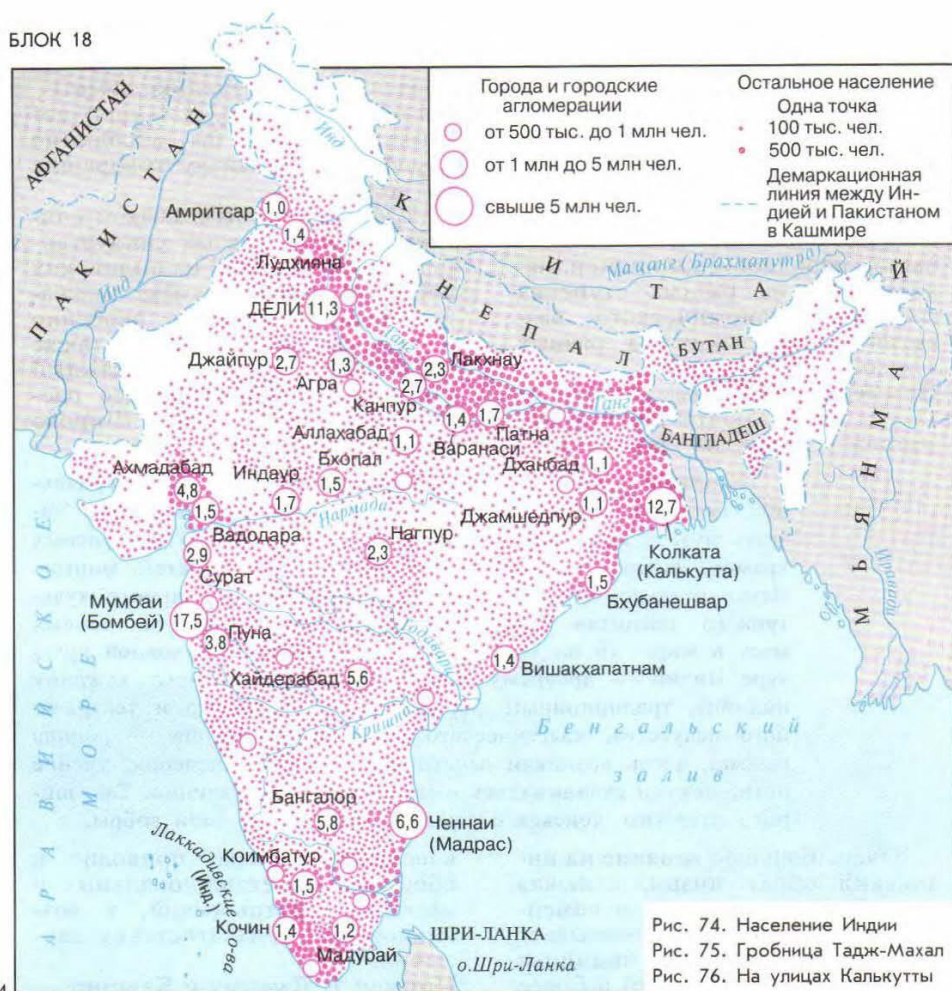 БЛОК 18
Города и городские
агломерации
от 500 тыс. до 1 млн чел.
от 1 млн до 5 млн чел.
свыше 5 млн чел.
Остальное население
Одна точка
100 тыс. чел.
500 тыс. чел.
Демаркационная
линия между Ин-
дией и Пакистаном
в Кашмире
АФГАНИСТАН
ПАКИСТАН
КИТАЙ
НЕПАЛ
БУТАН
БАНГЛАДЕШ
МЬЯНМА
Инд
Инд
Мацанг (Брахмапутра)
Иравади
Амритсар
1,0
1,4
Лудхияна
ДЕЛИ
11,3
Ганг
Джайпур
2,7
1,3
Агра
2,3
Лакхнау
2,7
Канпур
Ганг
1,4
1,7
Варанаси
Патна
Аллахабад
1,1
Бхопал
1,5
Дханбад
1,1
Ахмадабад
4,8
1,5
Вадодара
Индаур
1,7
Нармада
Джамшедпур
1,1
12,7
Колката
(Калькутта)
2,9
Сурат
Нагпур
2,3
1,5
Бхубанешвар
Мумбаи
(Бомбей)
17,5
Пуна
3,8
Годавари
Хайдерабад
5,6
1,4
Вишакхапатнам
Кришна
Бенгальский
залив
АРАВИЙСКОЕ
МОРЕ
Бангалор
5,8
6,6
Ченнаи
(Мадрас)
Лаккадивские о-ва
(Инд.)
Коимбатур
1,5
Кочин
1,4
1,2
Мадурай
ШРИ-ЛАНКА
о.Шри-Ланка
Рис. 74. Население Индии
Рис. 75. Гробница Тадж-Махал
Рис. 76. На улицах Калькутты